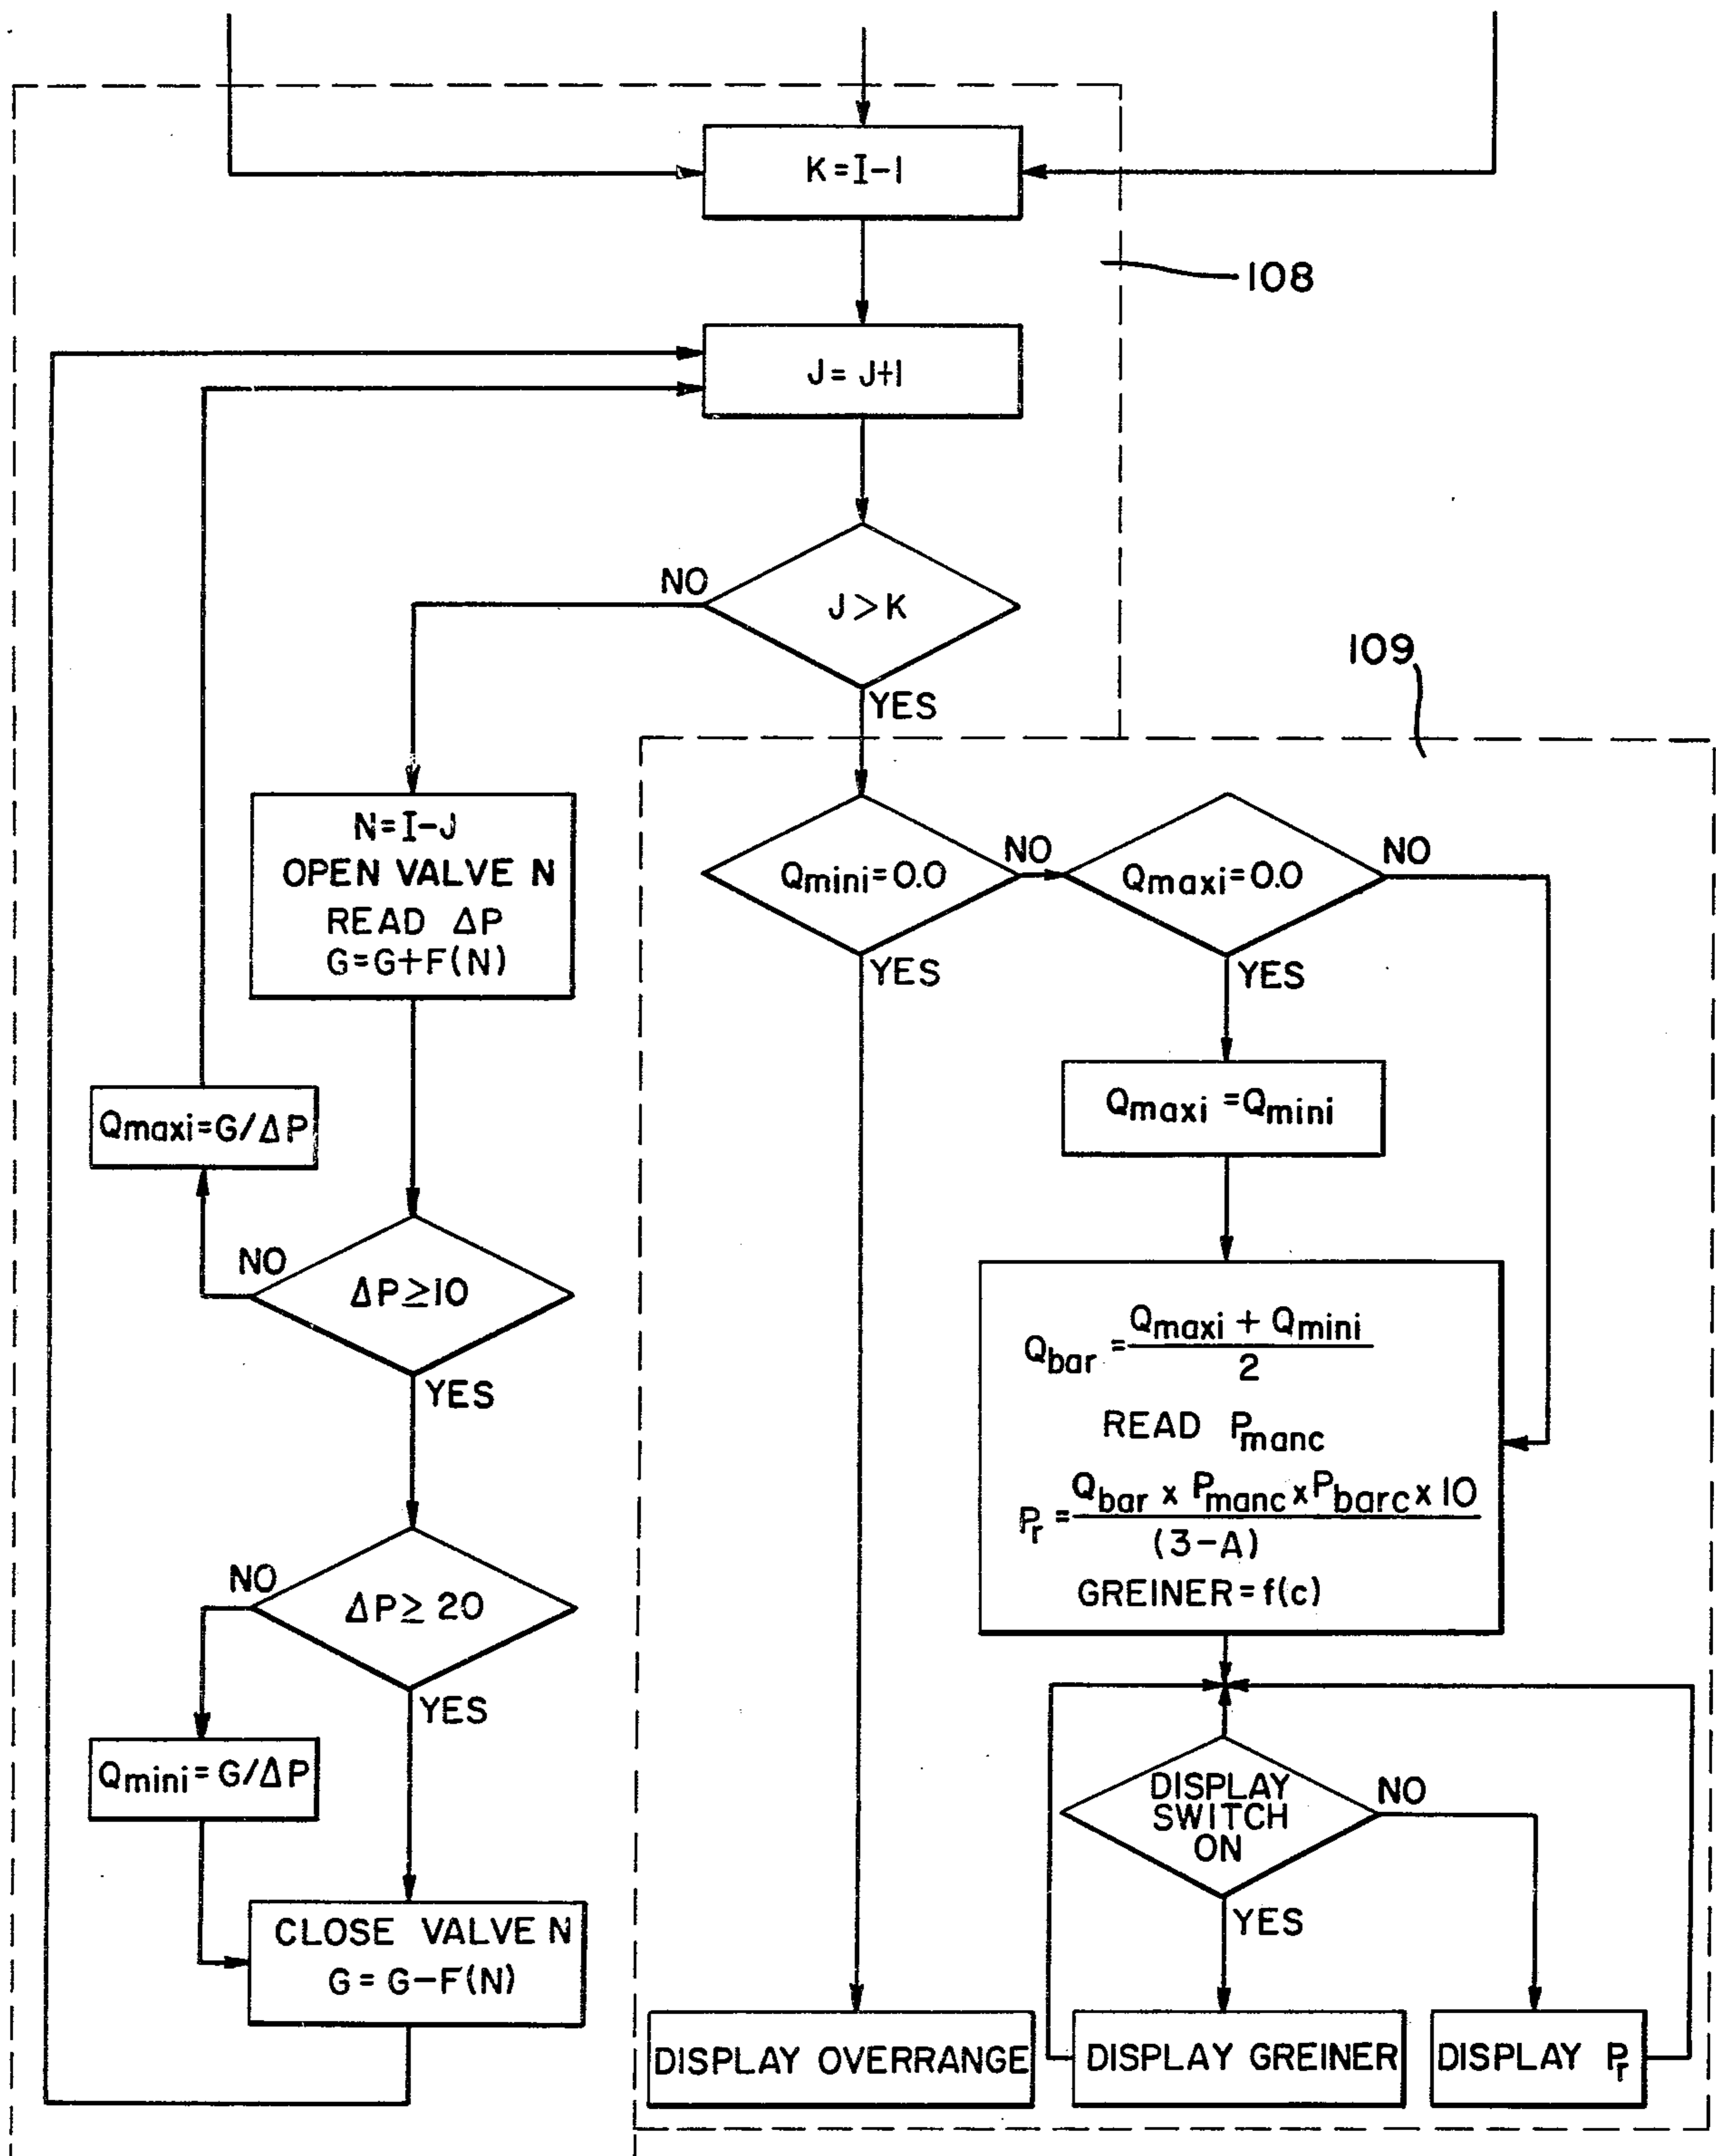 K=I-1
108
J= J+1
NO
J>K
YES
109
N=I-J
OPEN VALVE N
READ ΔP
G=G+F(N)
Qmini=0.0
NO
YES
Qmaxi=0.0
NO
YES
Qmaxi=G/ΔP
Qmaxi =Qmini
NO
ΔP≥10
YES
Qbar = Qmaxi + Qmini / 2
READ Pmanc
Pr = Qbar x Pmanc x Pbarc x 10 / (3-A)
GREINER=f(c)
NO
ΔP≥ 20
YES
Qmini= G/ΔP
DISPLAY
SWITCH
ON
NO
YES
CLOSE VALVE N
G= G-F(N)
DISPLAY OVERRANGE
DISPLAY GREINER
DISPLAY Pr